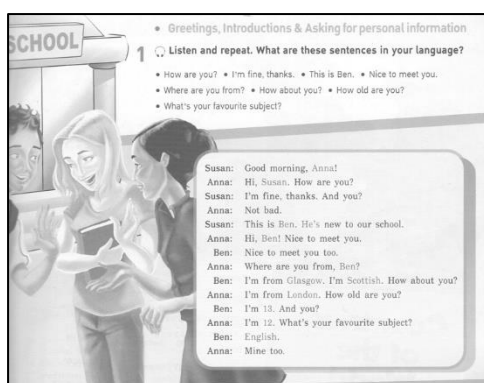 SCHOOL
• Greetings, Introductions & Asking for personal information
1 Listen and repeat. What are these sentences in your language?
• How are you? • I'm fine, thanks. • This is Ben. • Nice to meet you.
• Where are you from? • How about you? • How old are you?
• What's your favourite subject?
Susan: Good morning, Anna!
Anna: Hi, Susan. How are you?
Susan: I'm fine, thanks. And you?
Anna: Not bad.
Susan: This is Ben. He's new to our school.
Anna: Hi, Ben! Nice to meet you.
Ben: Nice to meet you too.
Anna: Where are you from, Ben?
Ben: I'm from Glasgow. I'm Scottish. How about you?
Anna: I'm from London. How old are you?
Ben: I'm 13. And you?
Anna: I'm 12. What's your favourite subject?
Ben: English.
Anna: Mine too.